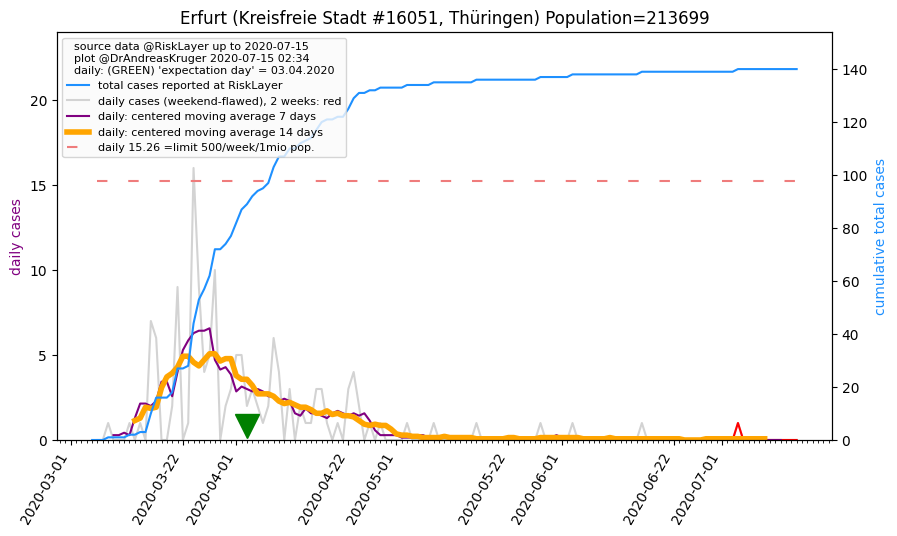 Erfurt (Kreisfreie Stadt #16051, Thüringen) Population=213699
source data @RiskLayer up to 2020-07-15
plot @DrAndreasKruger 2020-07-15 02:34
daily: (GREEN) 'expectation day' = 03.04.2020
total cases reported at RiskLayer
daily cases (weekend-flawed), 2 weeks: red
daily: centered moving average 7 days
daily: centered moving average 14 days
daily 15.26 =limit 500/week/1mio pop.
daily cases
20
15
10
5
0
140
120
100
80
60
40
20
0
cumulative total cases
2020-03-01
2020-03-22
2020-04-01
2020-04-22
2020-05-01
2020-05-22
2020-06-01
2020-06-22
2020-07-01